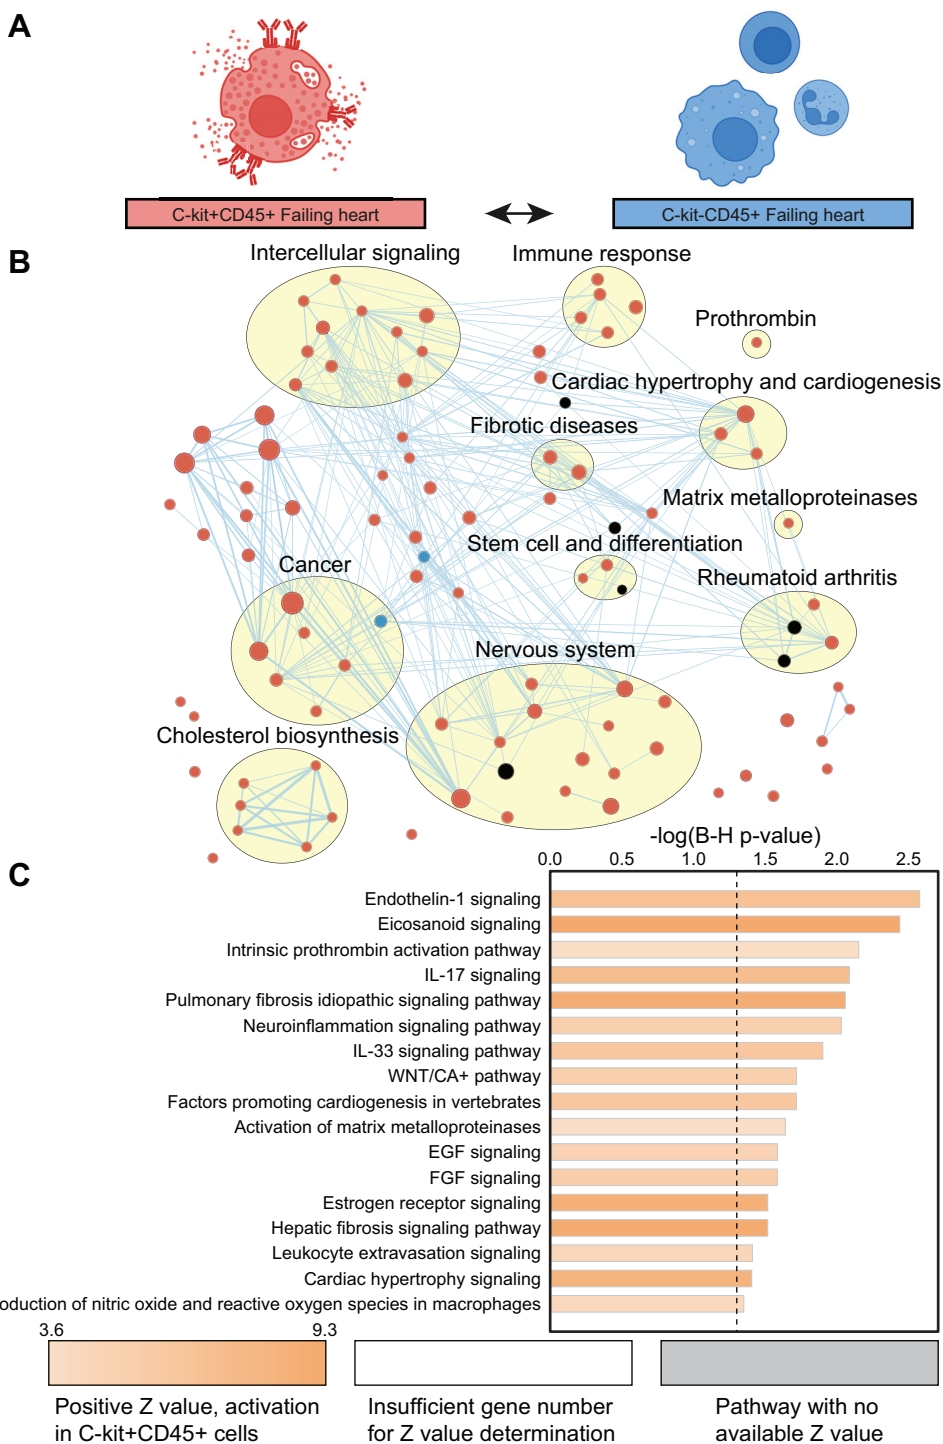 A
C-kit+CD45+ Failing heart
C-kit-CD45+ Failing heart
B
Intercellular signaling
Immune response
Prothrombin
Cardiac hypertrophy and cardiogenesis
Fibrotic diseases
Matrix metalloproteinases
Stem cell and differentiation
Cancer
Rheumatoid arthritis
Nervous system
Cholesterol biosynthesis
-log(B-H p-value)
0.0 0.5 1.0 1.5 2.0 2.5
C
Endothelin-1 signaling
Eicosanoid signaling
Intrinsic prothrombin activation pathway
IL-17 signaling
Pulmonary fibrosis idiopathic signaling pathway
Neuroinflammation signaling pathway
IL-33 signaling pathway
WNT/CA+ pathway
Factors promoting cardiogenesis in vertebrates
Activation of matrix metalloproteinases
EGF signaling
FGF signaling
Estrogen receptor signaling
Hepatic fibrosis signaling pathway
Leukocyte extravasation signaling
Cardiac hypertrophy signaling
oduction of nitric oxide and reactive oxygen species in macrophages
3.6 9.3
Positive Z value, activation
in C-kit+CD45+ cells
Insufficient gene number
for Z value determination
Pathway with no
available Z value